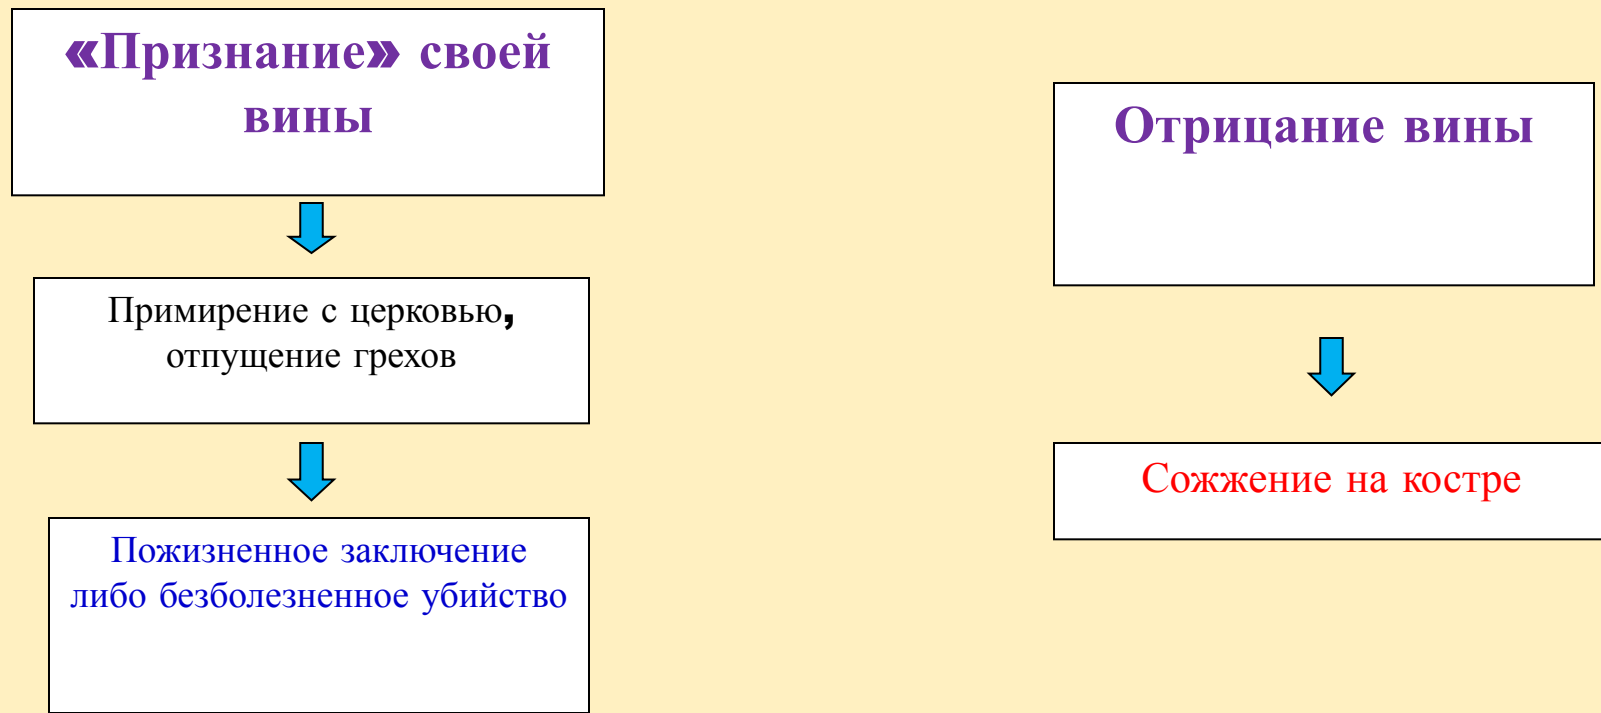 «Признание» своей
вины
Примирение с церковью,
отпущение грехов
Пожизненное заключение
либо безболезненное убийство
Отрицание вины
Сожжение на костре